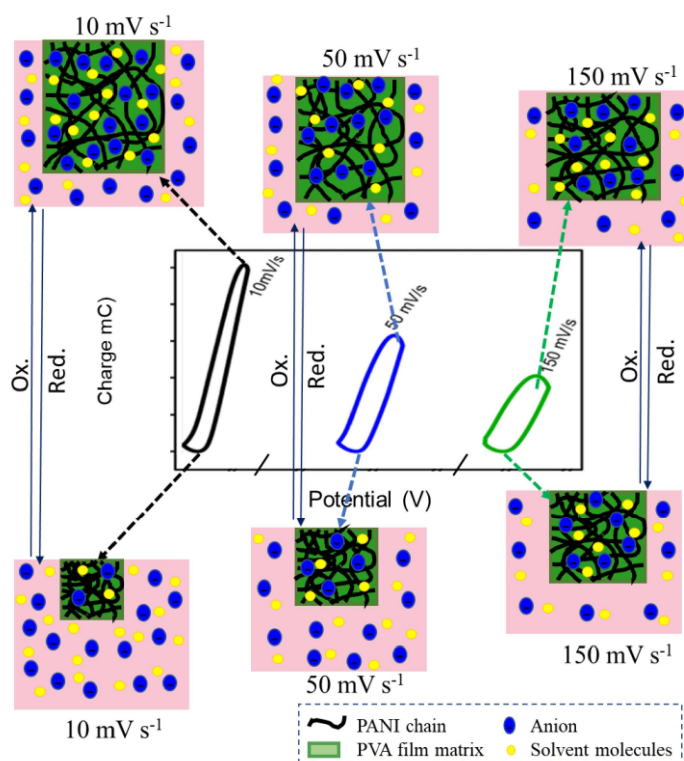 10 mV s-1
50 mV s-1
150 mV s-1
10mV/s
50 mV/s
150 mV/s
Charge mC)
Ox.
Red.
Ox.
Red.
Ox.
Red.
Potential (V)
10 mV s-1
50 mV s-1
150 mV s-1
PANI chain
Anion
PVA film matrix
Solvent molecules